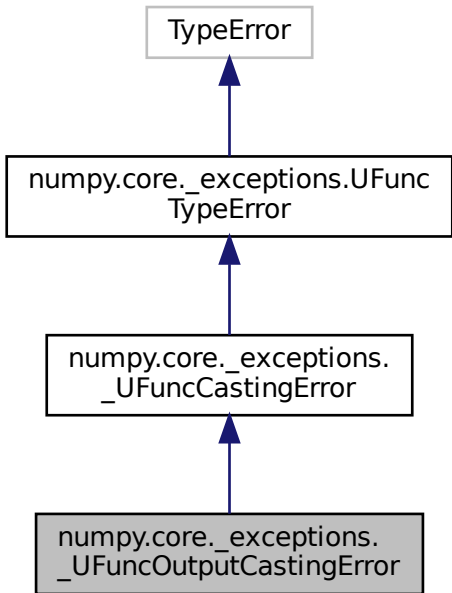 TypeError
numpy.core._exceptions.UFunc
TypeError
numpy.core._exceptions.
_UFuncCastingError
numpy.core._exceptions.
_UFuncOutputCastingError